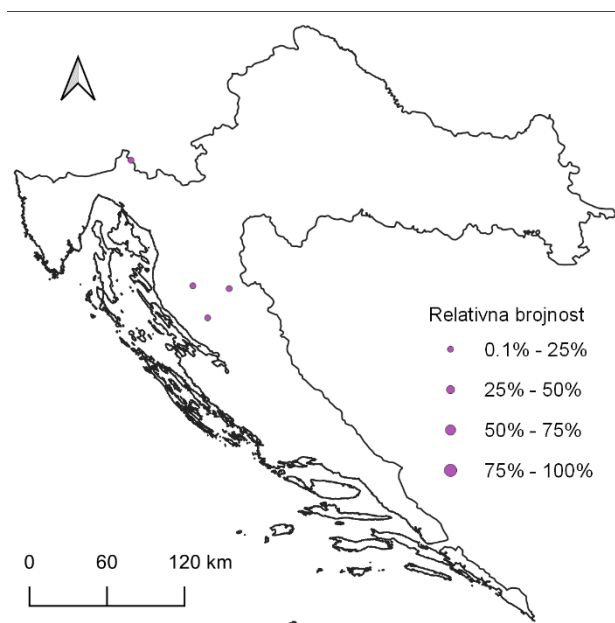 Relativna brojnost
0.1% - 25%
25% - 50%
50% - 75%
75% - 100%
0 60 120 km